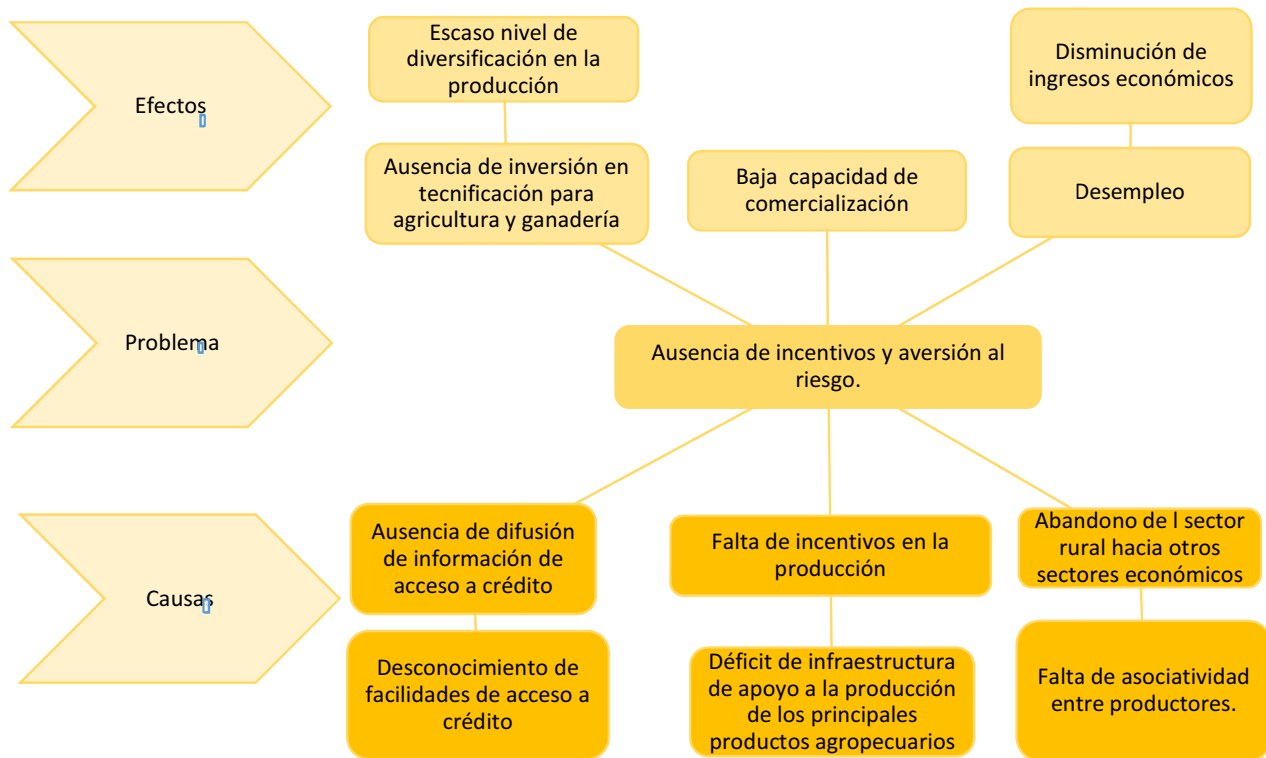 Escaso nivel de
diversificación en la
producción
Disminución de
ingresos económicos
Efectos
Ausencia de inversión en
tecnificación para
agricultura y ganadería
Baja capacidad de
comercialización
Desempleo
Problema
Ausencia de incentivos y aversión al
riesgo.
Causas
Ausencia de difusión
de información de
acceso a crédito
Falta de incentivos en la
producción
Abandono de l sector
rural hacia otros
sectores económicos
Desconocimiento de
facilidades de acceso a
crédito
Déficit de infraestructura
de apoyo a la producción
de los principales
productos agropecuarios
Falta de asociatividad
entre productores.